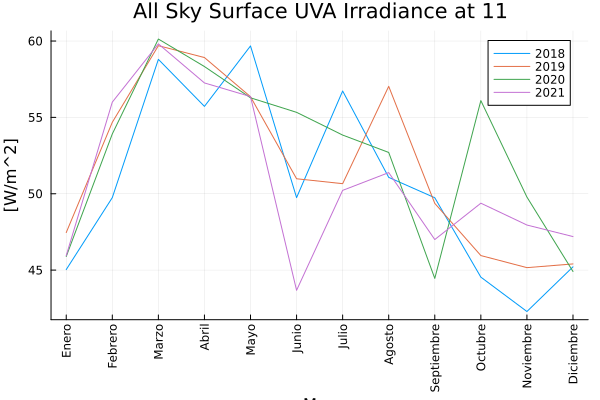 All Sky Surface UVA Irradiance at 11
[W/m^2]
60
55
50
45
2018
2019
2020
2021
Enero
Febrero
Marzo
Abril
Mayo
Junio
Julio
Agosto
Septiembre
Octubre
Noviembre
Diciembre